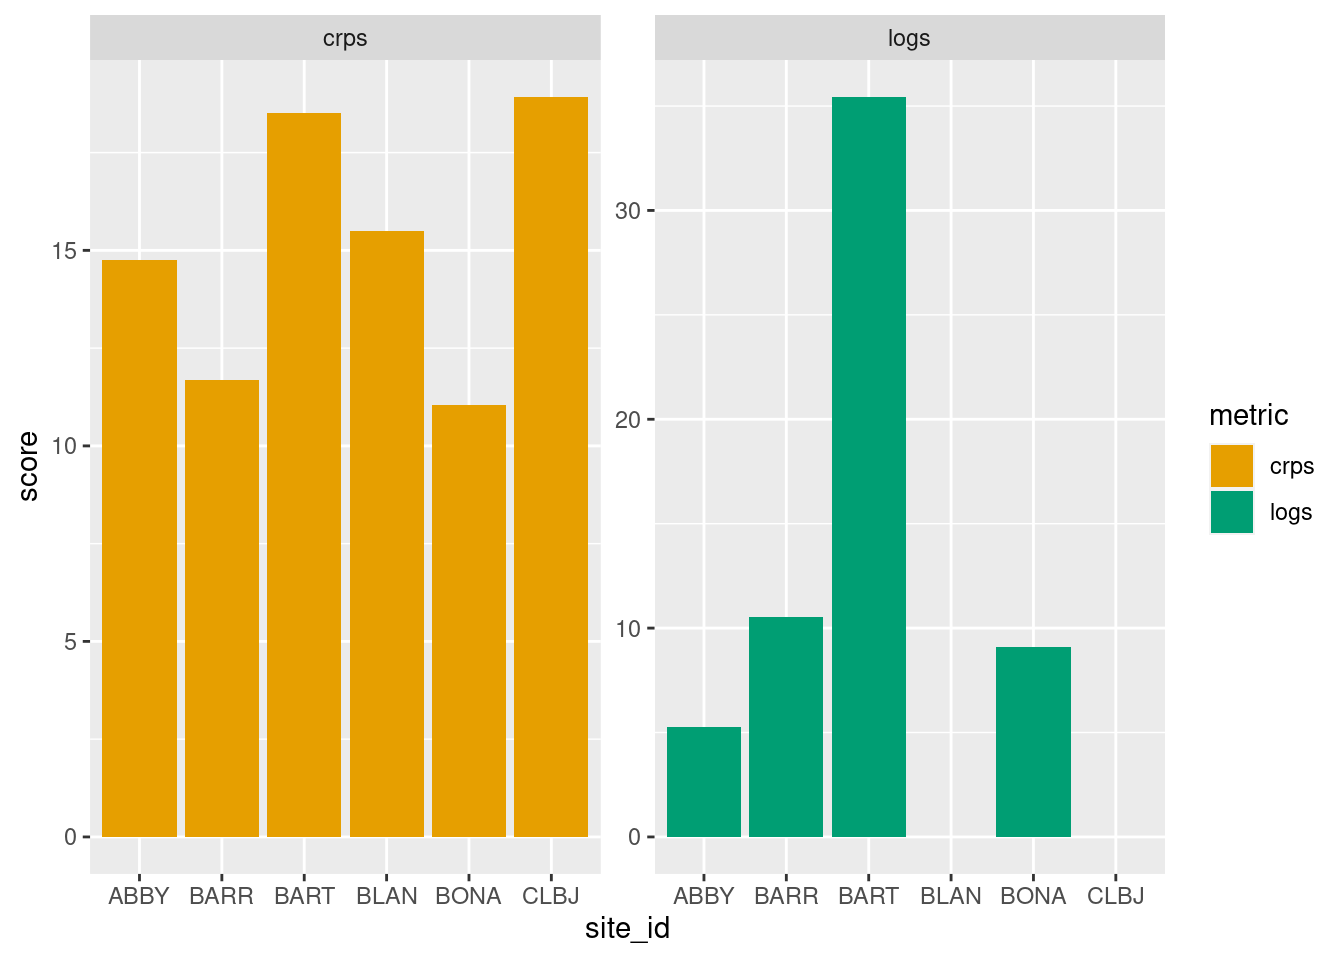 crps
logs
score
15
10
5
0
30
20
10
0
ABBY BARR BART BLAN BONA CLBJ
ABBY BARR BART BLAN BONA CLBJ
site_id
metric
crps
logs